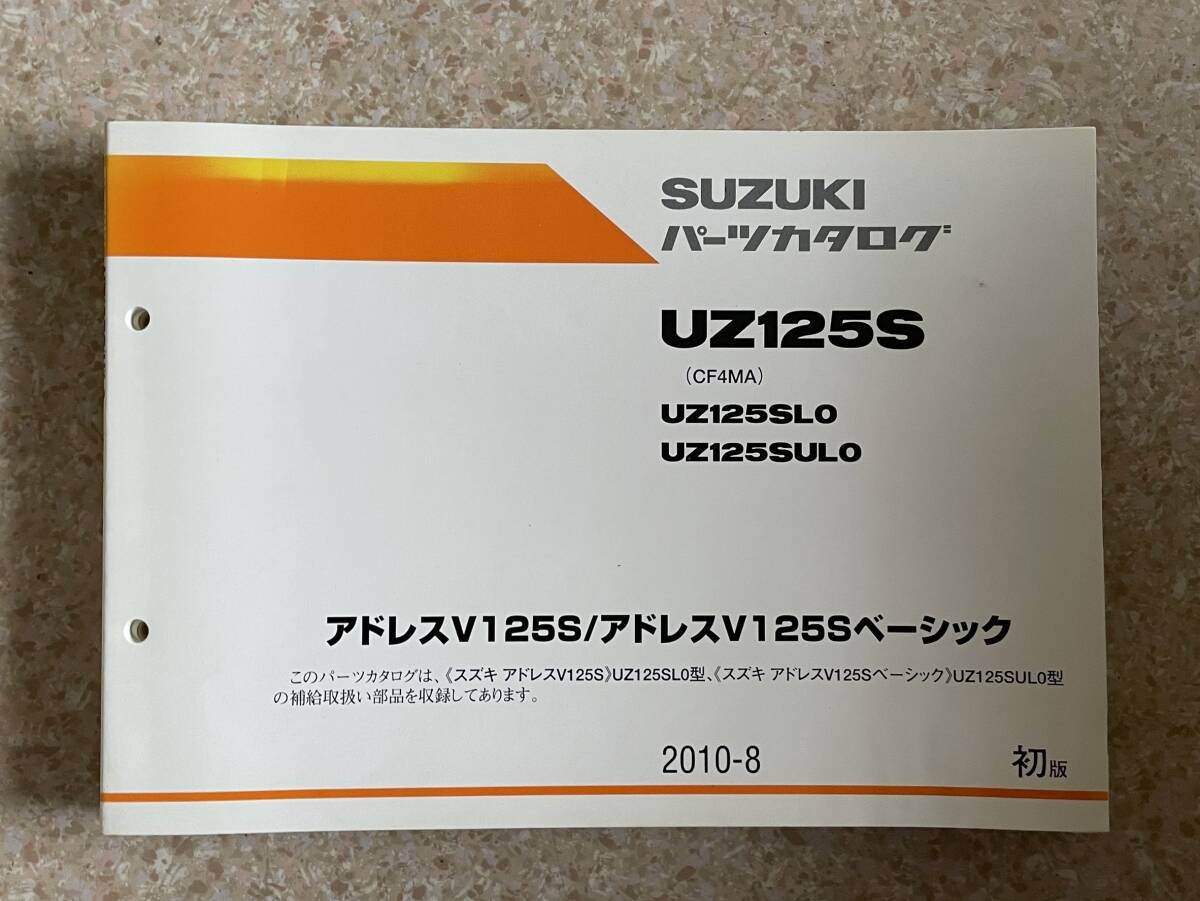 SUZUKI
パーツカタログ
UZ125S
(CF4MA)
UZ125SL0
UZ125SUL0
アドレスV125S/アドレスV125Sベーシック
このパーツカタログは、《スズキ アドレスV125S》UZ125SL0型、《スズキ アドレスV125Sベーシック》UZ125SUL0型
の補給取扱い部品を収録してあります。
2010-8 初版